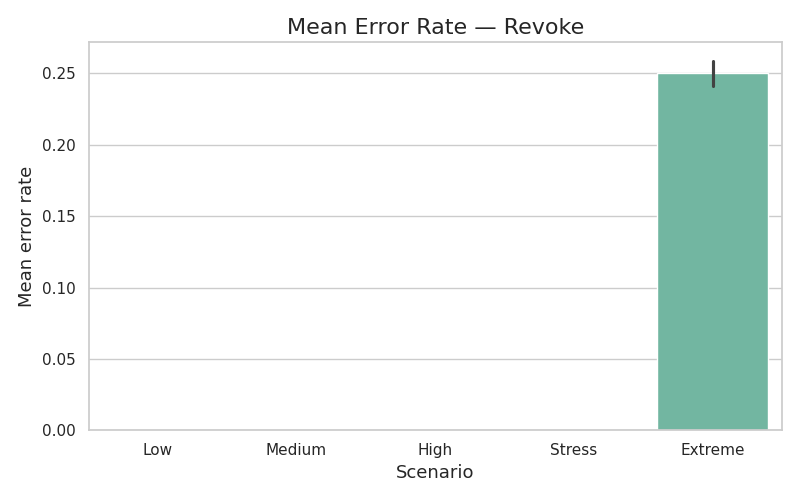 Mean Error Rate — Revoke
Mean error rate
0.25
0.20
0.15
0.10
0.05
0.00
Low Medium High Stress Extreme
Scenario